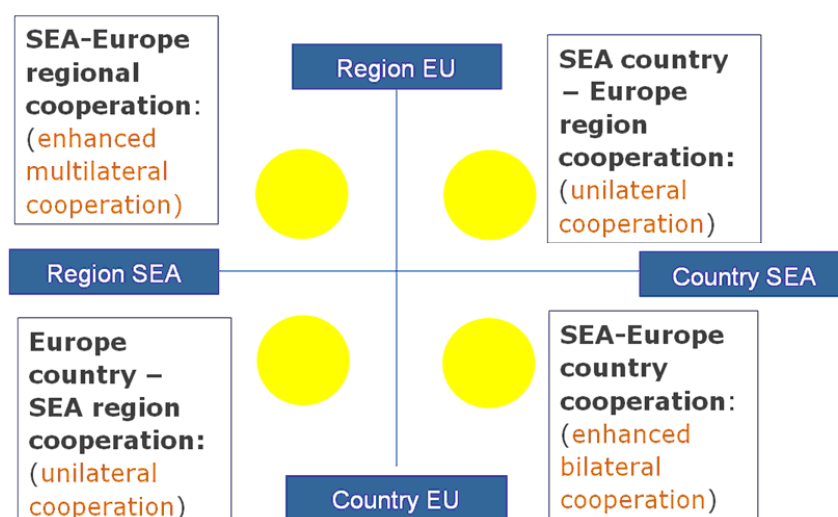 SEA-Europe
regional
cooperation:
(enhanced
multilateral
cooperation)
Region EU
SEA country
– Europe
region
cooperation:
(unilateral
cooperation)
Region SEA
Country SEA
Europe
country –
SEA region
cooperation:
(unilateral
cooperation)
SEA-Europe
country
cooperation:
(enhanced
bilateral
cooperation)
Country EU